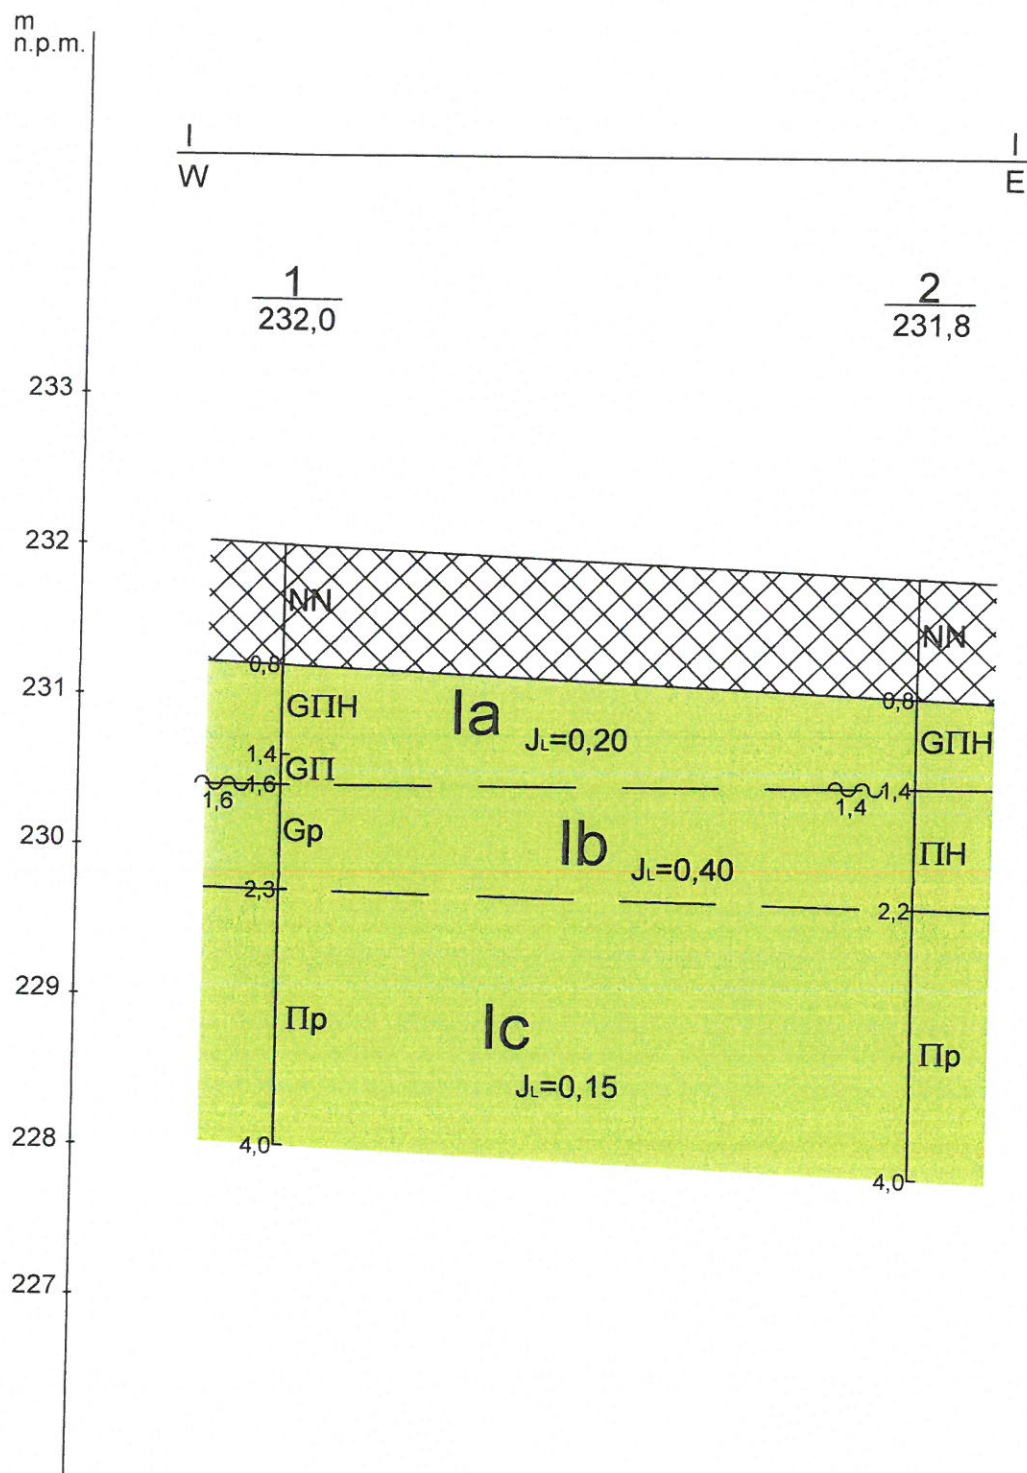 m
n.p.m.
I I
W E
1 2
232,0 231,8
233
232
NN
NN
0,8
231
0,8
GΠH
Ia
JL=0,20
GΠH
1,4
GΠ
1,6
1,6
1,4
1,4
230
Gp
Ib
JL=0,40
ΠH
2,3
2,2
229
Πp
Ic
JL=0,15
Πp
228
4,0
4,0
227